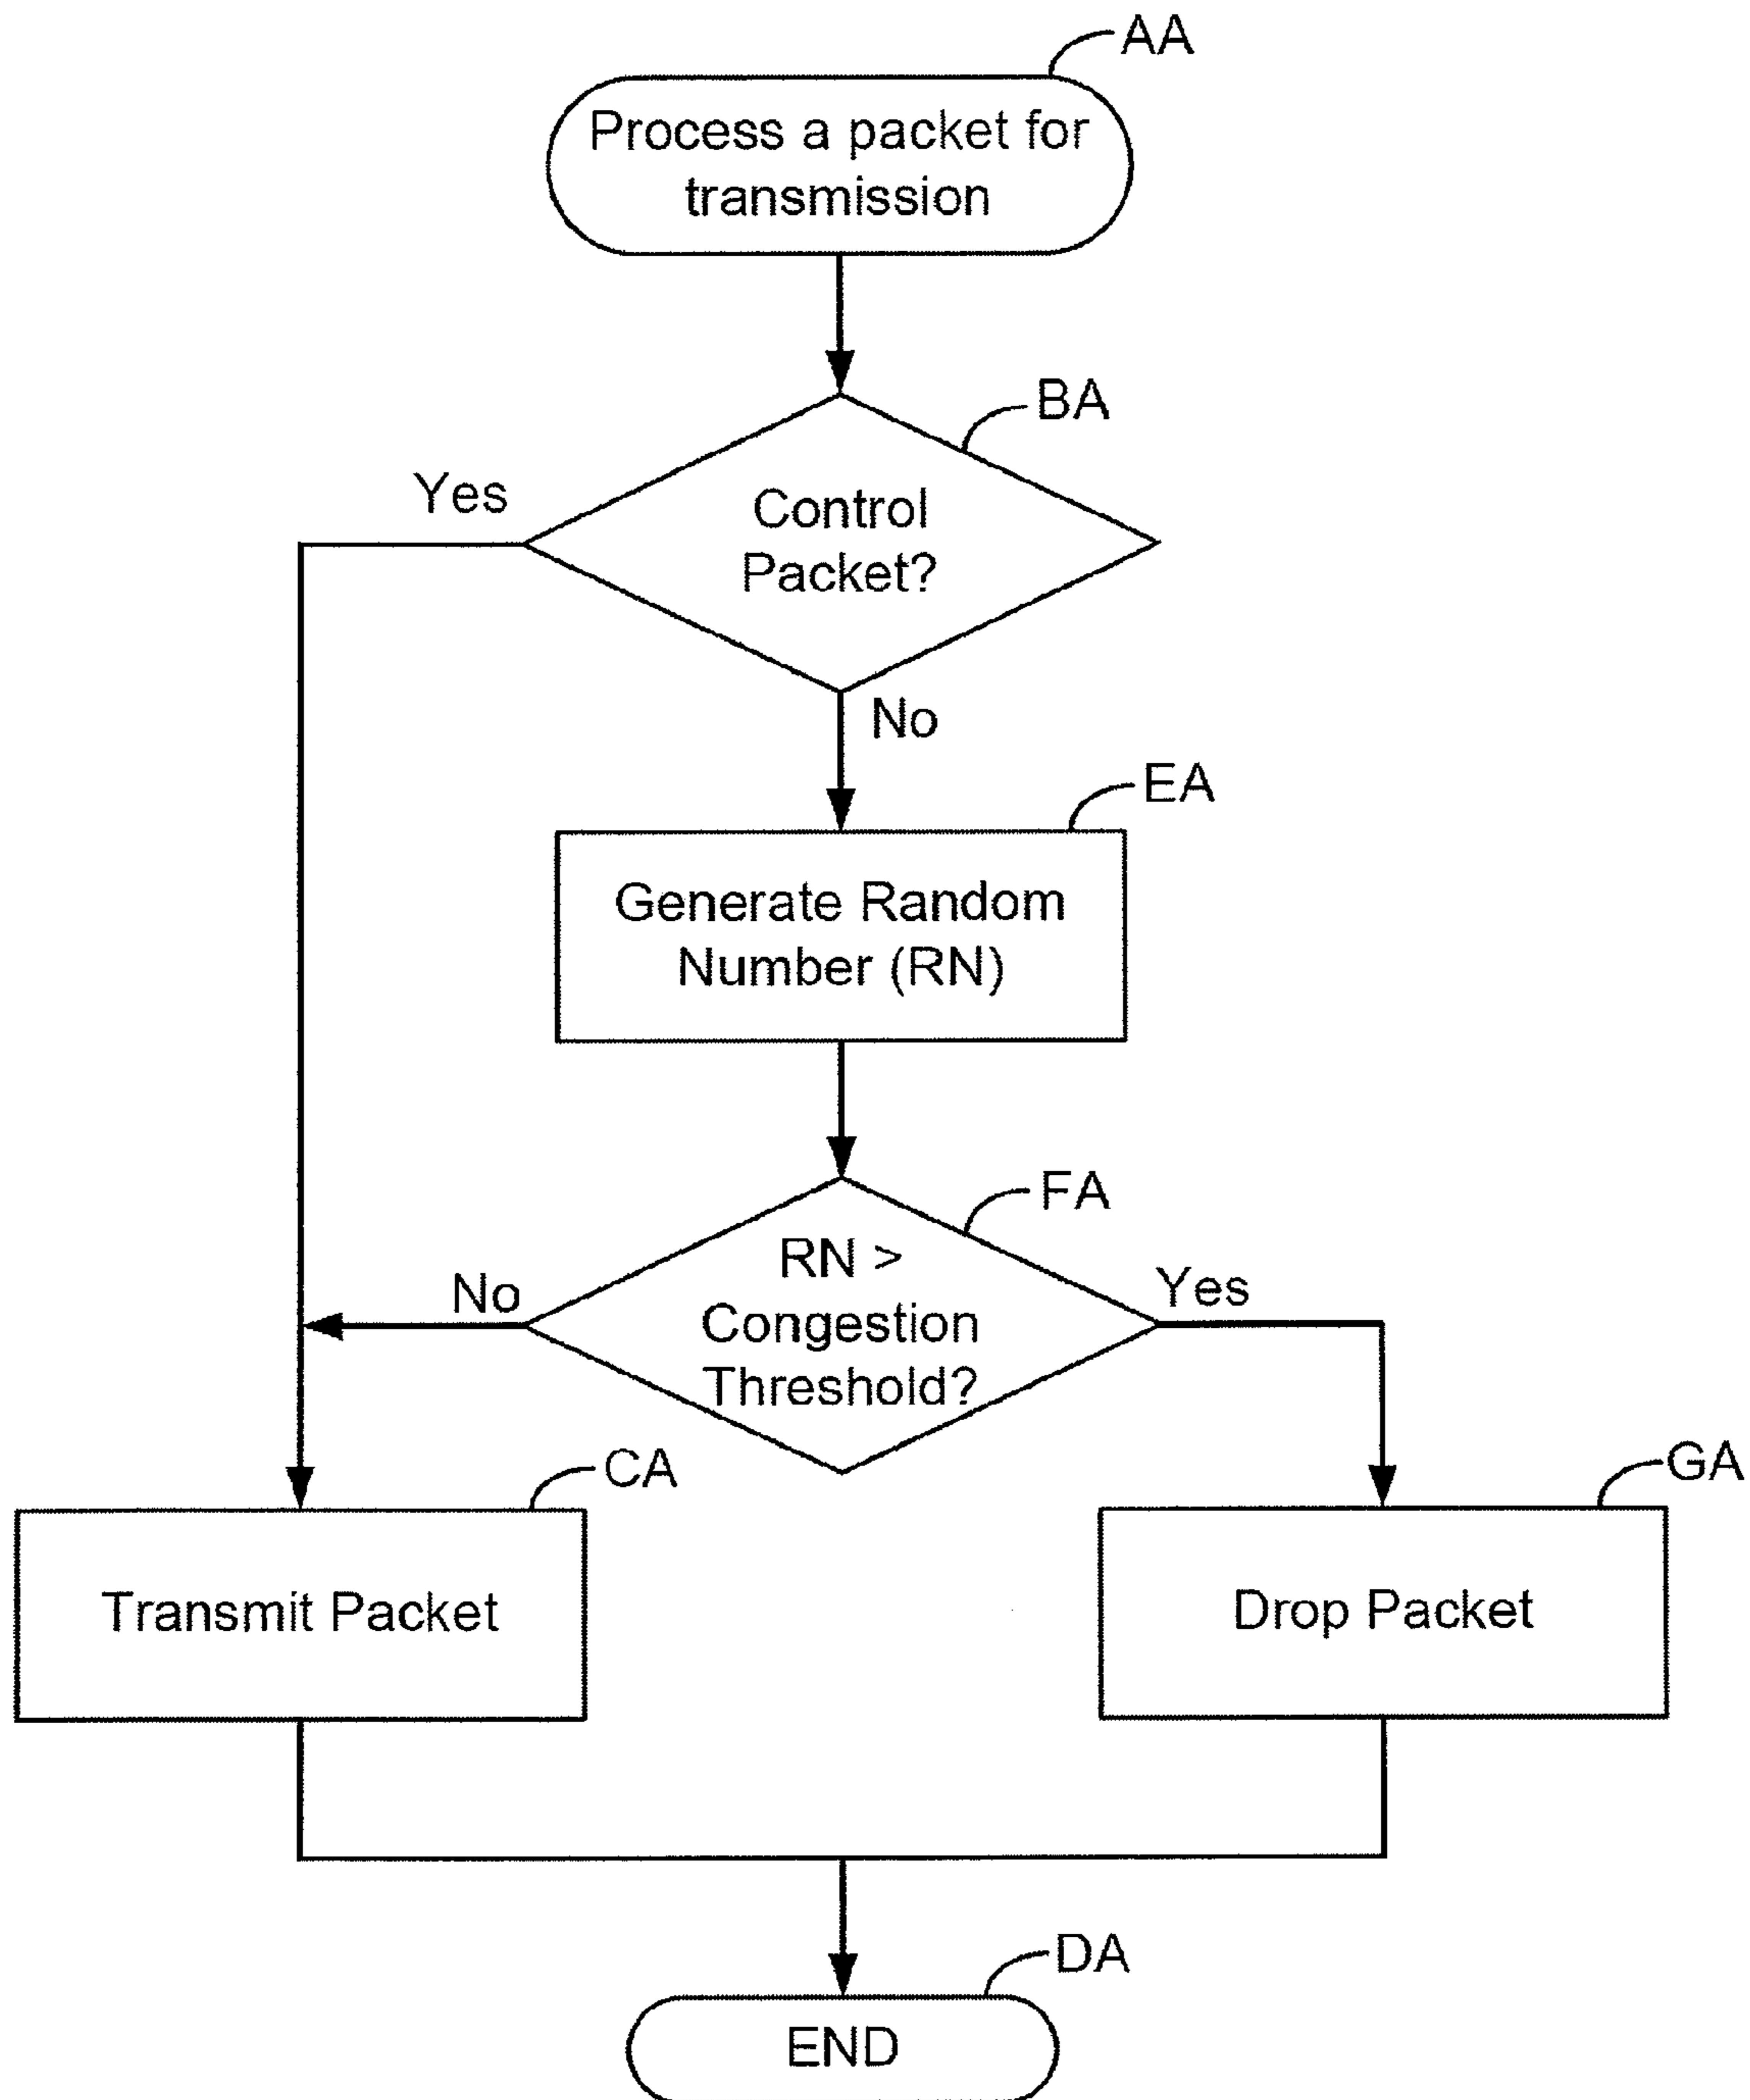 AA
Process a packet for
transmission
BA
Yes
Control
Packet?
No
EA
Generate Random
Number (RN)
FA
RN >
Congestion
Threshold?
No
Yes
CA
GA
Transmit Packet
Drop Packet
DA
END